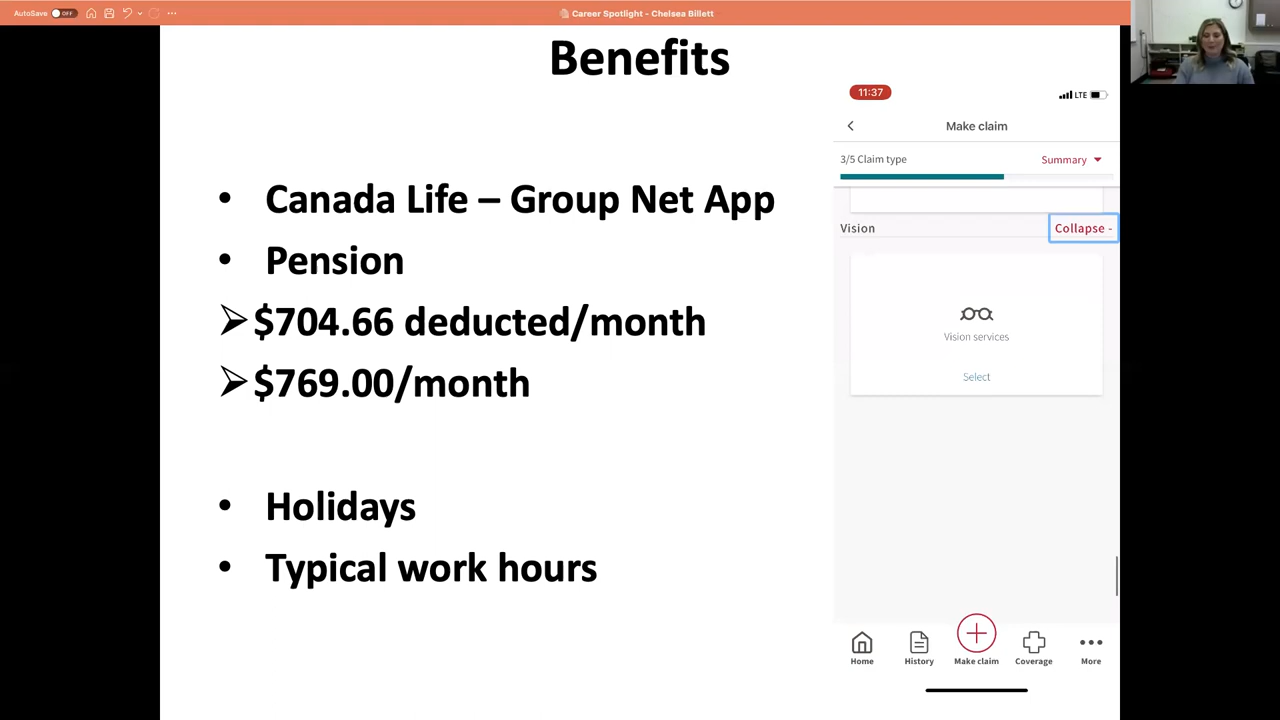 AutoSave OFF
Career Spotlight - Chelsea Billett
Benefits
• Canada Life – Group Net App
• Pension
➢ $704.66 deducted/month
➢ $769.00/month
• Holidays
• Typical work hours
11:37
LTE
Make claim
3/5 Claim type
Summary
Vision
Collapse -
Vision services
Select
Home
History
Make claim
Coverage
More